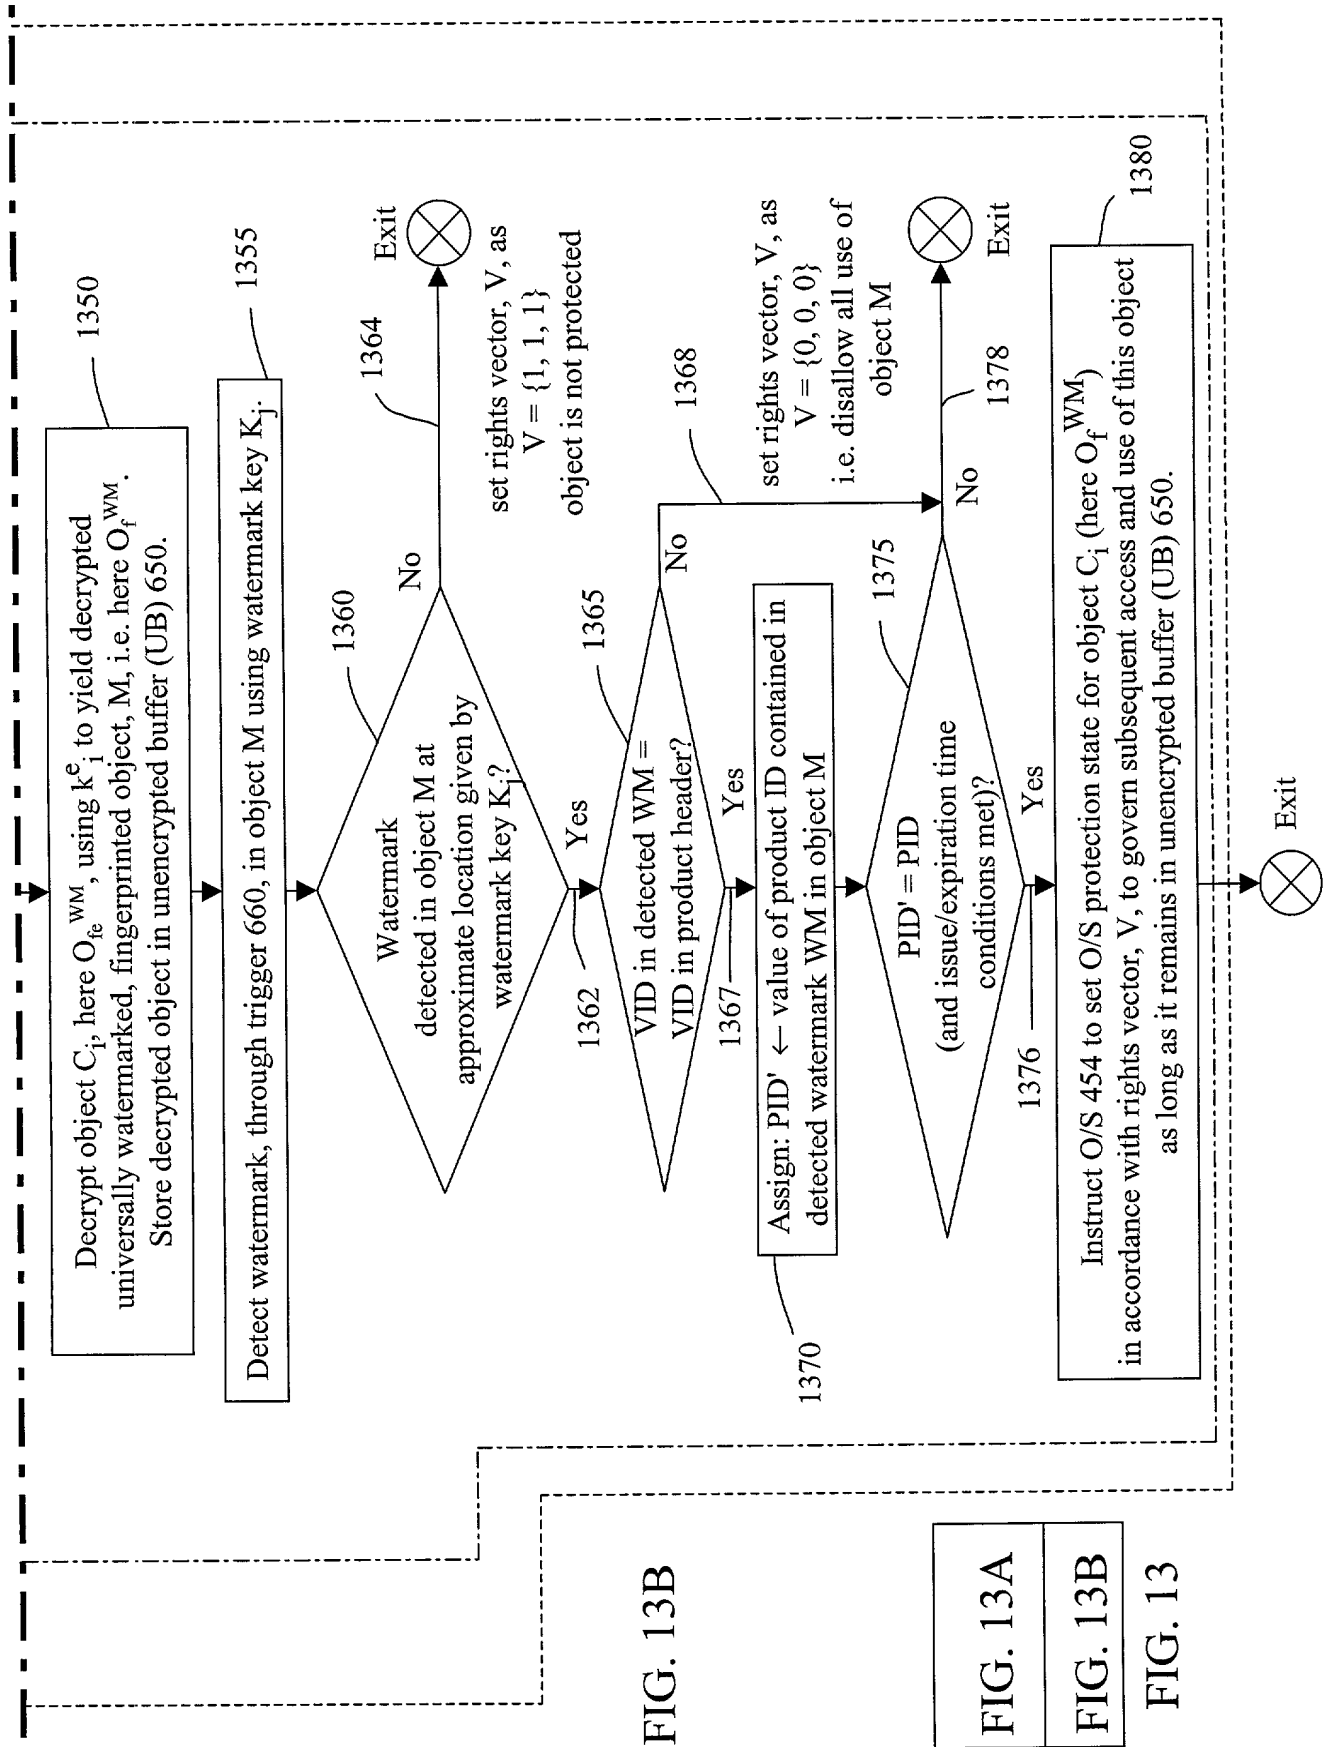 Decrypt object Ci, here Ofe^WM, using k^e_i to yield decrypted
universally watermarked, fingerprinted object, M, i.e. here Of^WM.
Store decrypted object in unencrypted buffer (UB) 650.
1350
Detect watermark, through trigger 660, in object M using watermark key Kj.
1355
Watermark
detected in object M at
approximate location given by
watermark key Kj?
1360
No
1364
Exit
set rights vector, V, as
V = {1, 1, 1}
object is not protected
Yes
1362
VID in detected WM =
VID in product header?
1365
No
1368
Yes
1367
Assign: PID' ← value of product ID contained in
detected watermark WM in object M
1370
set rights vector, V, as
V = {0, 0, 0}
i.e. disallow all use of
object M
PID' = PID
(and issue/expiration time
conditions met)?
1375
No
1378
Exit
Yes
1376
Instruct O/S 454 to set O/S protection state for object Ci (here Of^WM)
in accordance with rights vector, V, to govern subsequent access and use of this object
as long as it remains in unencrypted buffer (UB) 650.
1380
Exit
FIG. 13B
FIG. 13A
FIG. 13B
FIG. 13